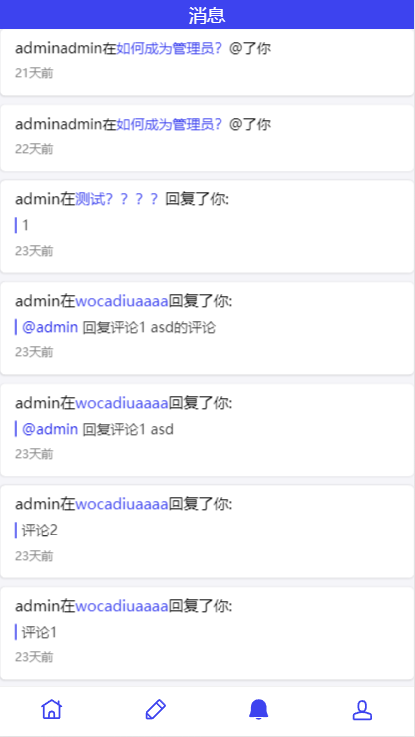 消息
adminadmin在如何成为管理员？@了你
21天前
adminadmin在如何成为管理员？@了你
22天前
admin在测试？？？？回复了你:
1
23天前
admin在wocadiuaaaa回复了你:
@admin 回复评论1 asd的评论
23天前
admin在wocadiuaaaa回复了你:
@admin 回复评论1 asd
23天前
admin在wocadiuaaaa回复了你:
评论2
23天前
admin在wocadiuaaaa回复了你:
评论1
23天前